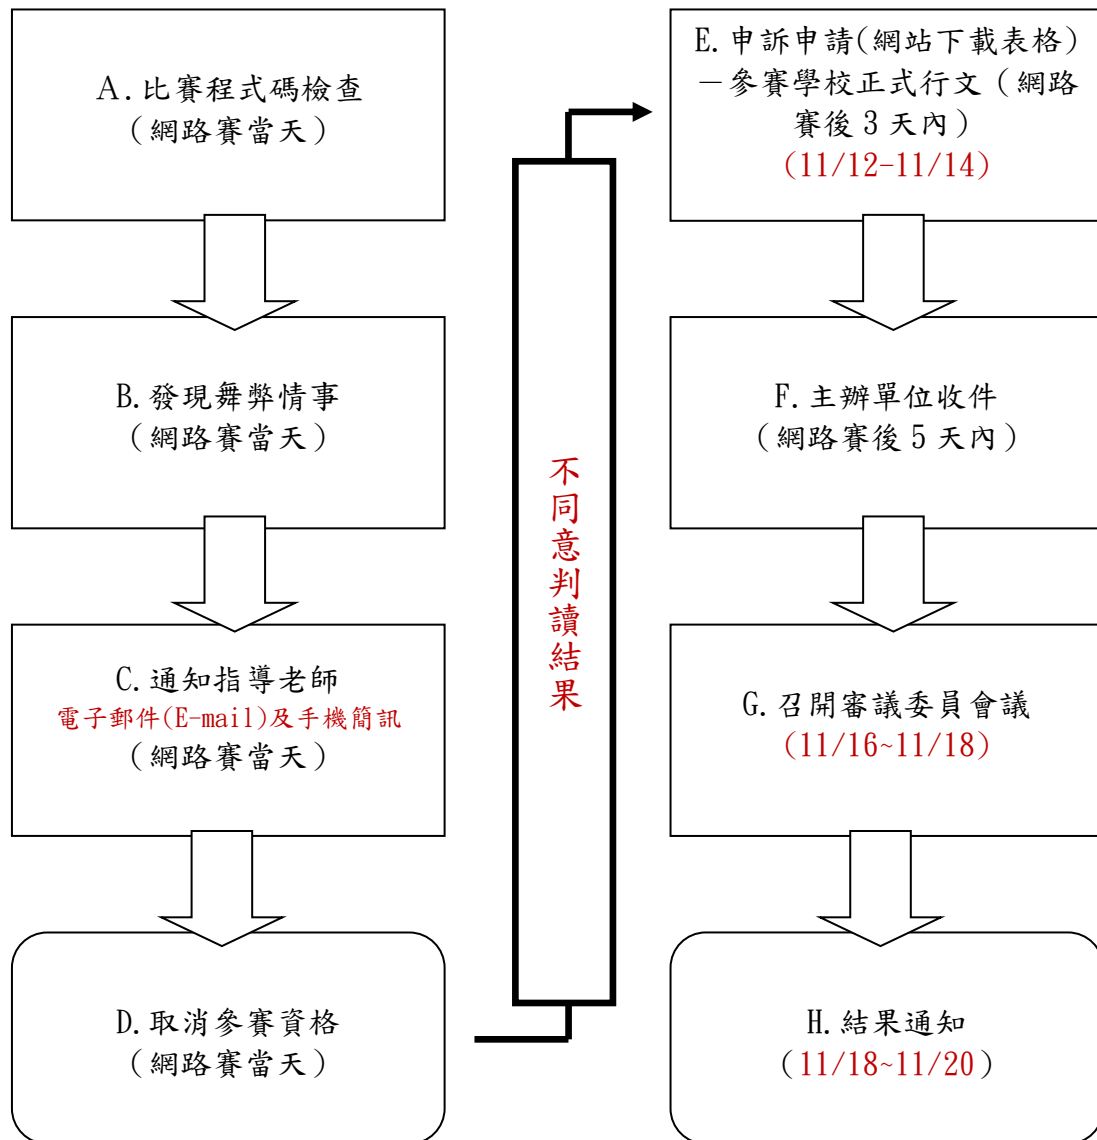 A.比賽程式碼檢查
（網路賽當天）
B.發現舞弊情事
（網路賽當天）
C.通知指導老師
電子郵件(E-mail)及手機簡訊
（網路賽當天）
D.取消參賽資格
（網路賽當天）
不同意判讀結果
E.申訴申請(網站下載表格)
－參賽學校正式行文（網路
賽後 3 天內）
(11/12-11/14)
F.主辦單位收件
（網路賽後 5 天內）
G.召開審議委員會議
(11/16~11/18)
H.結果通知
（11/18~11/20）